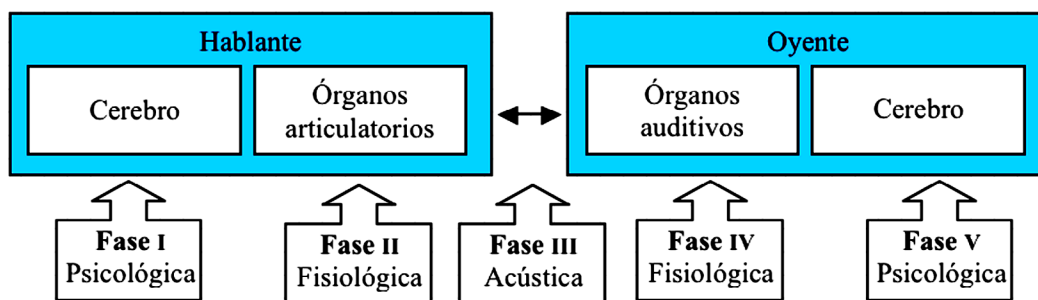 Hablante
Oyente
Cerebro
Órganos
articulatorios
Órganos
auditivos
Cerebro
Fase I
Psicológica
Fase II
Fisiológica
Fase III
Acústica
Fase IV
Fisiológica
Fase V
Psicológica